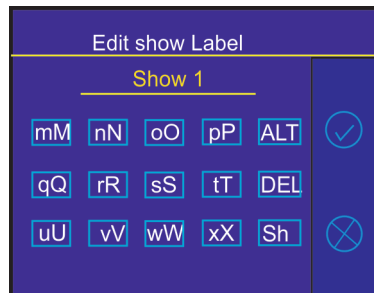 Edit show Label
Show 1
mM nN oO pP ALT
qQ rR sS tT DEL
uU vV wW xX Sh